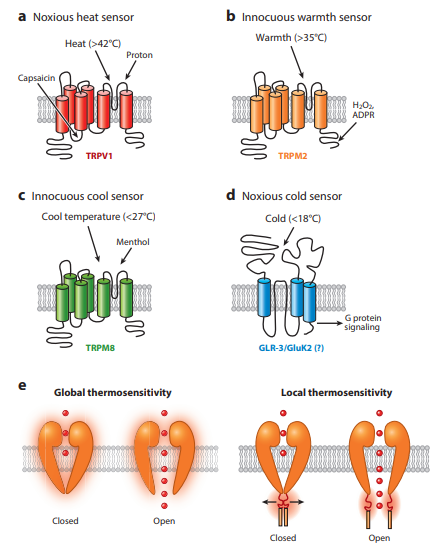 a Noxious heat sensor
Heat (>42°C)
Proton
Capsaicin
TRPV1
b Innocuous warmth sensor
Warmth (>35°C)
H₂O₂,
ADPR
TRPM2
c Innocuous cool sensor
Cool temperature (<27°C)
Menthol
TRPM8
d Noxious cold sensor
Cold (<18°C)
G protein
signaling
GLR-3/GluK2 (?)
e
Global thermosensitivity
Closed
Open
Local thermosensitivity
Closed
Open